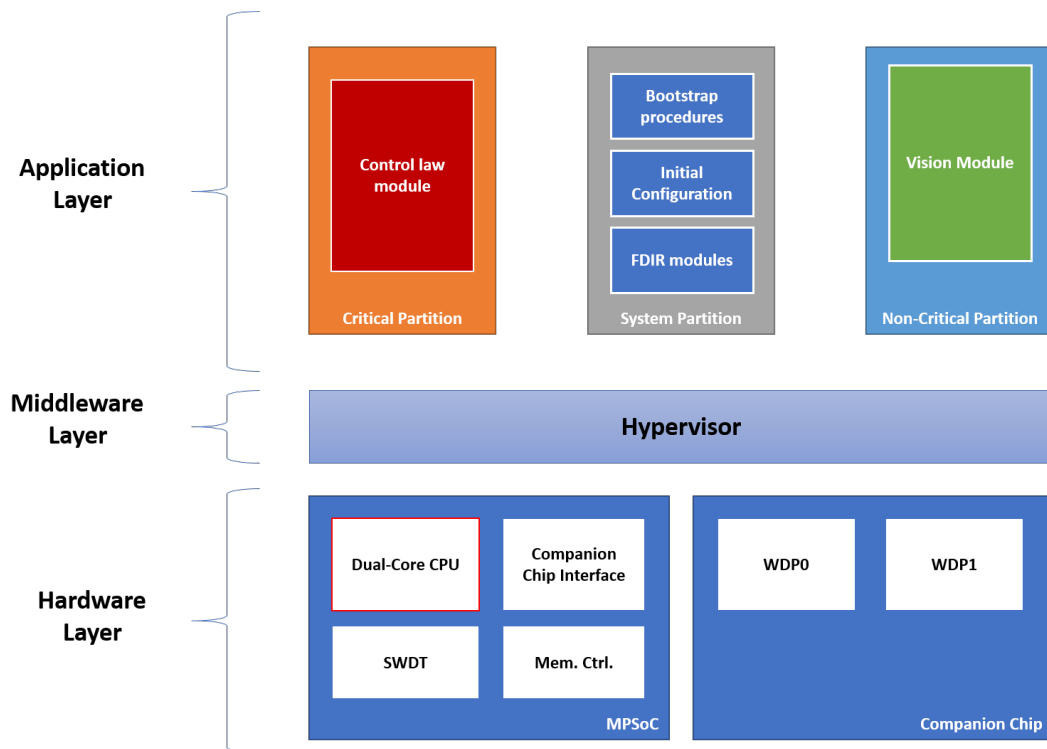 Application
Layer
Control law
module
Critical Partition
Bootstrap
procedures
Initial
Configuration
FDIR modules
System Partition
Vision Module
Non-Critical Partition
Middleware
Layer
Hypervisor
Hardware
Layer
Dual-Core CPU
Companion
Chip Interface
SWDT
Mem. Ctrl.
MPSoC
WDP0
WDP1
Companion Chip